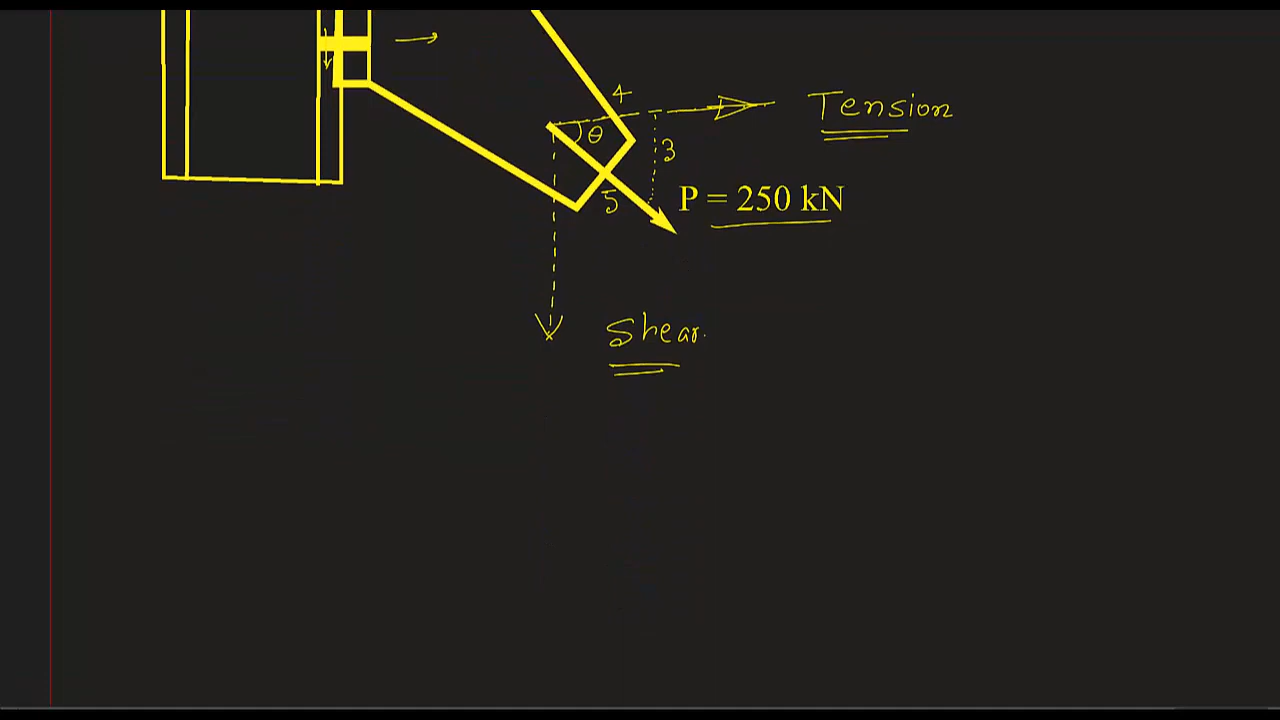 4
Tension
θ
3
5
P = 250 kN
Shear.